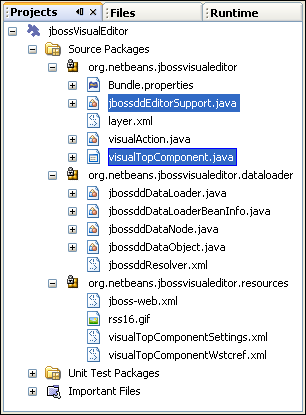 Projects
Files
Runtime
jbossVisualEditor
Source Packages
org.netbeans.jbossvisualeditor
Bundle.properties
jbossddEditorSupport.java
layer.xml
visualAction.java
visualTopComponent.java
org.netbeans.jbossvisualeditor.dataloader
jbossddDataLoader.java
jbossddDataLoaderBeanInfo.java
jbossddDataNode.java
jbossddDataObject.java
jbossddResolver.xml
org.netbeans.jbossvisualeditor.resources
jboss-web.xml
rss16.gif
visualTopComponentSettings.xml
visualTopComponentWstcref.xml
Unit Test Packages
Important Files